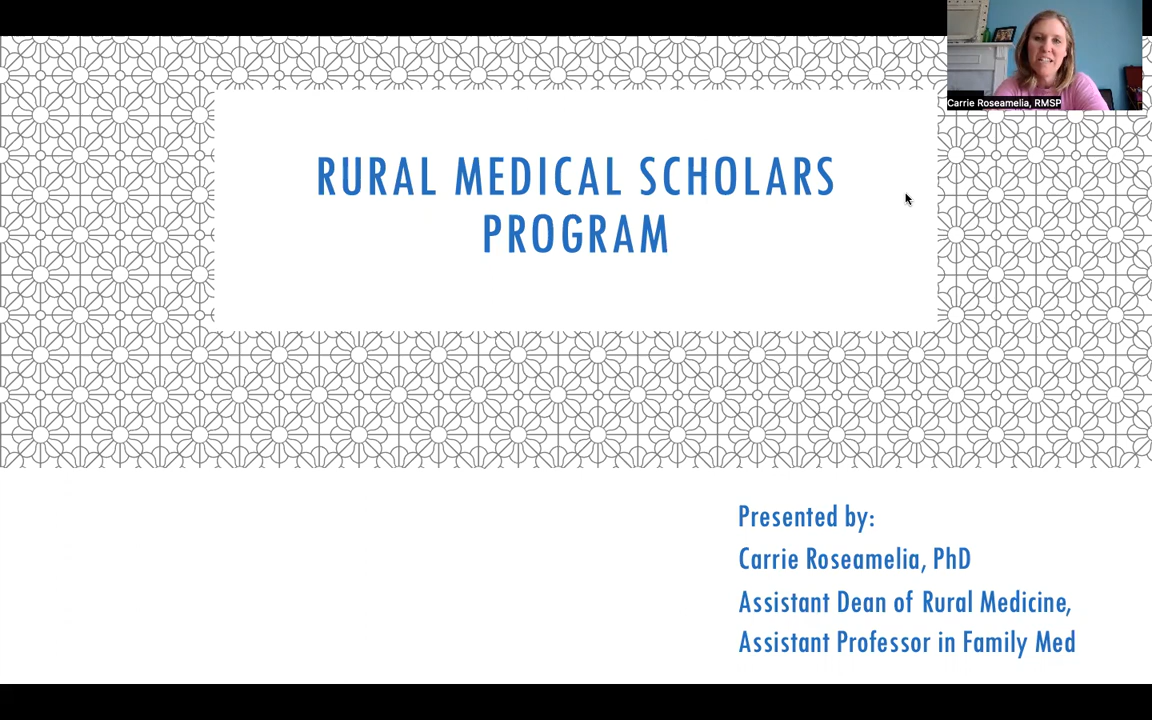 Carrie Roseamelia, RMSP
RURAL MEDICAL SCHOLARS
PROGRAM
Presented by:
Carrie Roseamelia, PhD
Assistant Dean of Rural Medicine,
Assistant Professor in Family Med